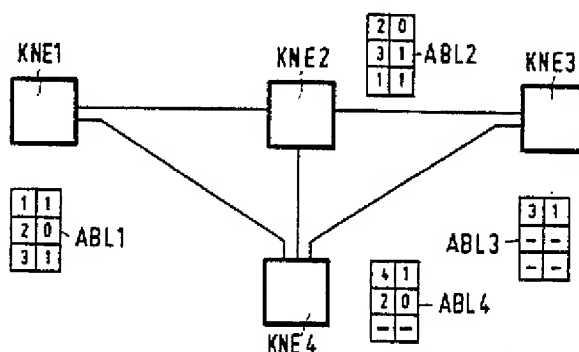 KNE1
KNE2
2 0
3 1
1 1
ABL2
KNE3
1 1
2 0
3 1
ABL1
3 1
– –
– –
ABL3
4 1
2 0
– –
ABL4
KNE4